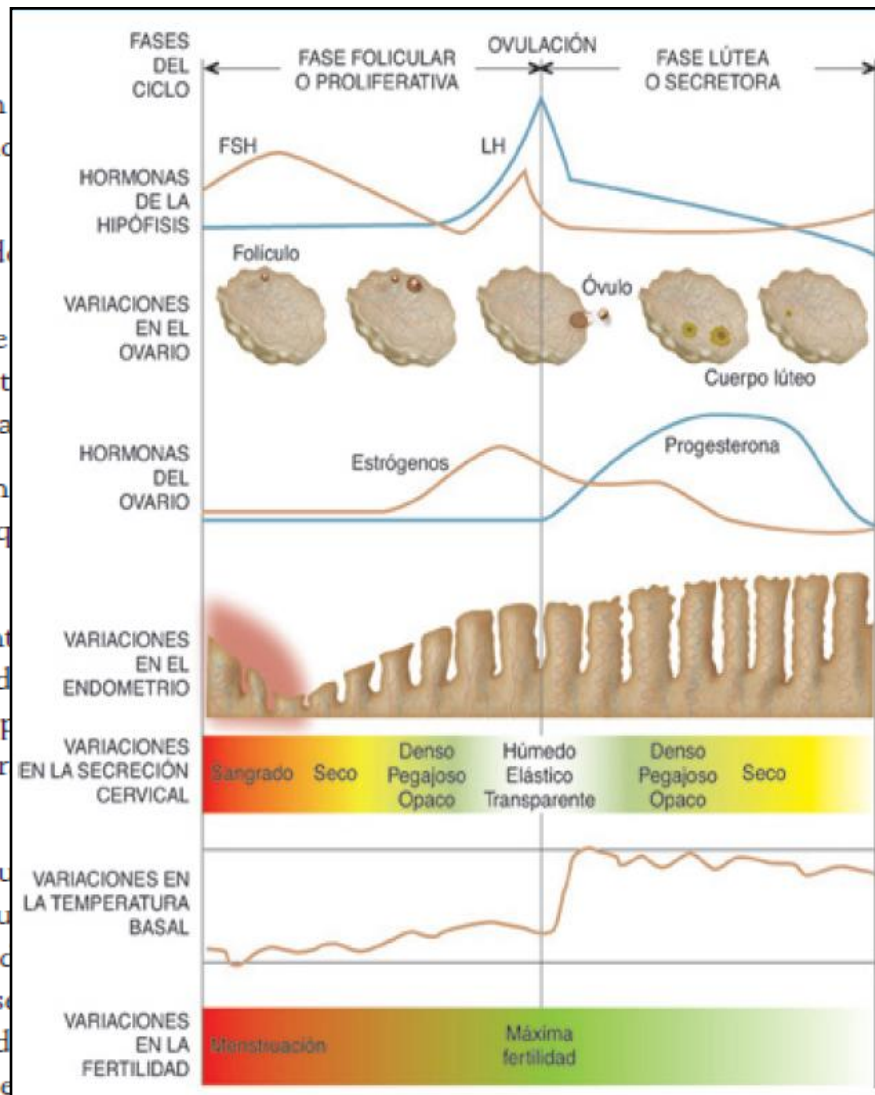 FASES
DEL
CICLO
FASE FOLICULAR
O PROLIFERATIVA
OVULACIÓN
FASE LÚTEA
O SECRETORA
HORMONAS
DE LA
HIPÓFISIS
FSH
LH
VARIACIONES
EN EL
OVARIO
Folículo
Óvulo
Cuerpo lúteo
HORMONAS
DEL
OVARIO
Estrógenos
Progesterona
VARIACIONES
EN EL
ENDOMETRIO
VARIACIONES
EN LA SECRECIÓN
CERVICAL
Sangrado
Seco
Denso
Pegajoso
Opaco
Húmedo
Elástico
Transparente
Denso
Pegajoso
Opaco
Seco
VARIACIONES EN
LA TEMPERATURA
BASAL
VARIACIONES
EN LA
FERTILIDAD
Menstruación
Máxima
fertilidad